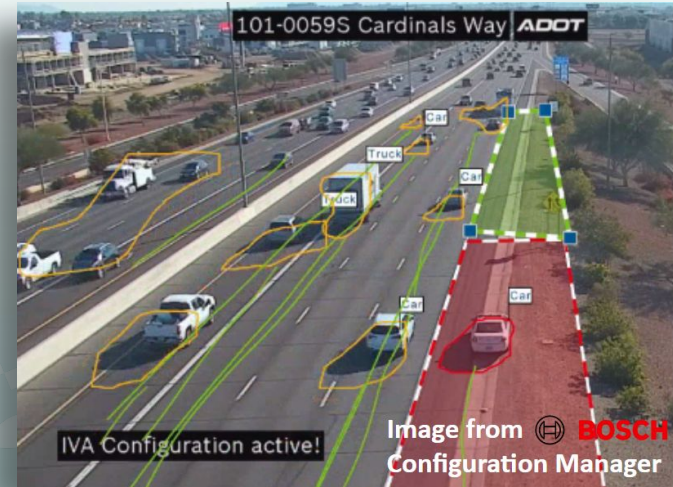 101-0059S Cardinals Way ADOT
Car
Truck
Car
Truck
Car
Car
IVA Configuration active!
Image from BOSCH
Configuration Manager